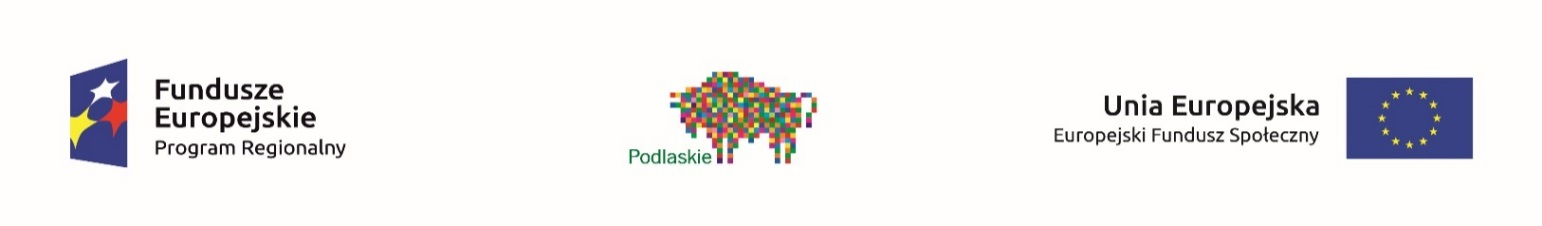 Fundusze
Europejskie
Program Regionalny
Podlaskie
Unia Europejska
Europejski Fundusz Społeczny